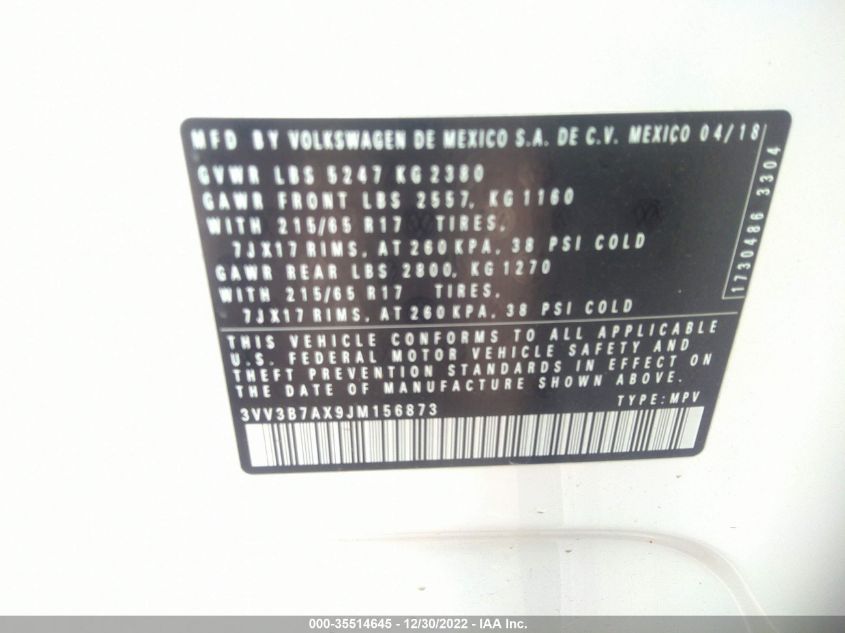 MFD BY VOLKSWAGEN DE MEXICO S.A. DE C.V. MEXICO 04/18
GVWR LBS 5247 KG 2380
GAWR FRONT LBS 2557, KG 1160
WITH 215/65 R17 TIRES,
7JX17 RIMS, AT 260 KPA, 38 PSI COLD
GAWR REAR LBS 2800, KG 1270
WITH 215/65 R17 TIRES,
7JX17 RIMS, AT 260 KPA, 38 PSI COLD
1730486 3304
THIS VEHICLE CONFORMS TO ALL APPLICABLE
U.S. FEDERAL MOTOR VEHICLE SAFETY AND
THEFT PREVENTION STANDARDS IN EFFECT ON
THE DATE OF MANUFACTURE SHOWN ABOVE.
3VV3B7AX9JM156873 TYPE: MPV
000-35514645 - 12/30/2022 - IAA Inc.